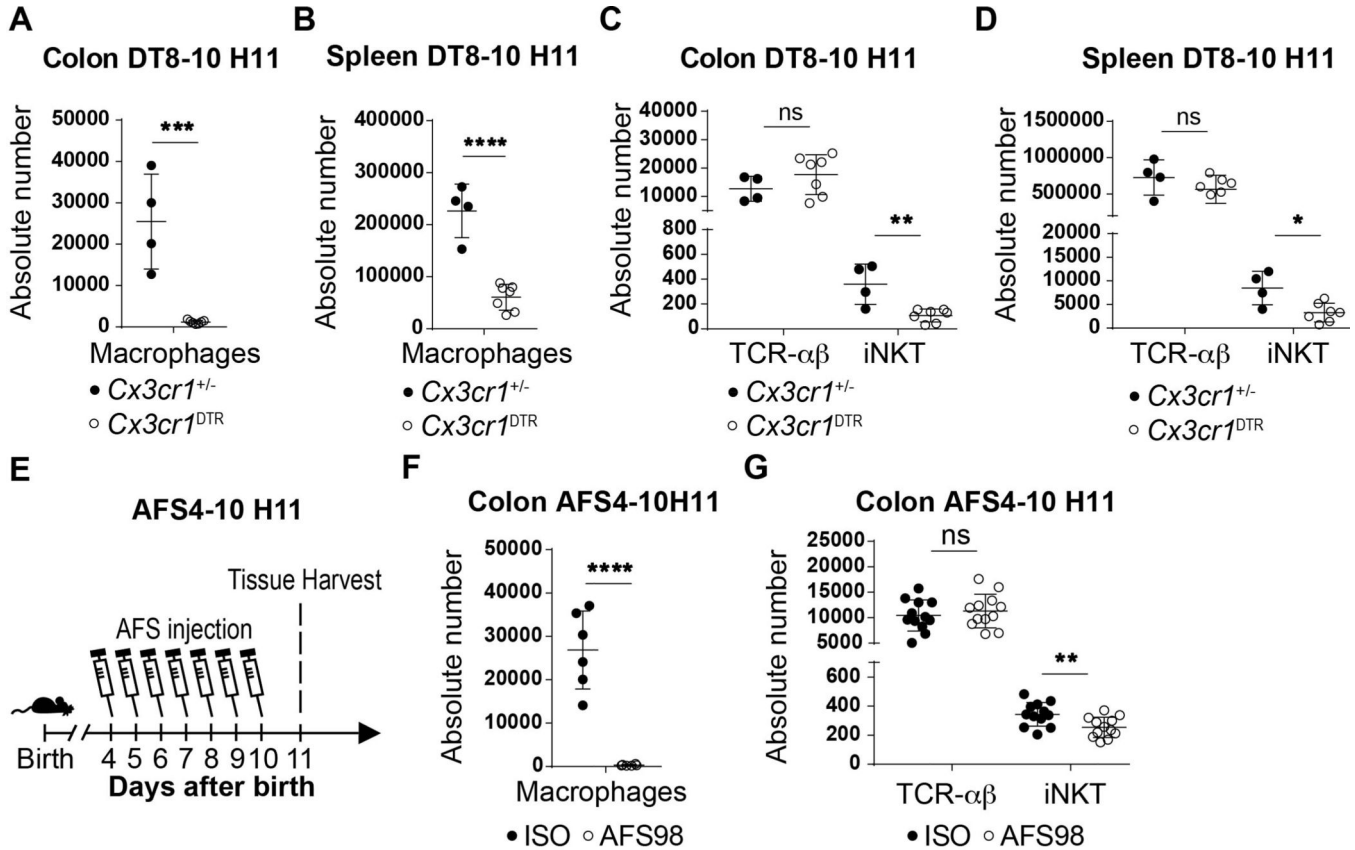 A
Colon DT8-10 H11
Absolute number
50000
40000
30000
20000
10000
0
***
Macrophages
● Cx3cr1+/-
○ Cx3cr1DTR
B
Spleen DT8-10 H11
Absolute number
400000
300000
200000
100000
0
****
Macrophages
● Cx3cr1+/-
○ Cx3cr1DTR
C
Colon DT8-10 H11
Absolute number
40000
30000
20000
10000
0
800
600
400
200
0
ns
**
TCR-αβ iNKT
● Cx3cr1+/-
○ Cx3cr1DTR
D
Spleen DT8-10 H11
Absolute number
1500000
1000000
500000
20000
15000
10000
5000
0
ns
*
TCR-αβ iNKT
● Cx3cr1+/-
○ Cx3cr1DTR
E
AFS4-10 H11
Tissue Harvest
AFS injection
Birth 4 5 6 7 8 9 10 11
Days after birth
F
Colon AFS4-10H11
Absolute number
50000
40000
30000
20000
10000
0
****
Macrophages
● ISO ○ AFS98
G
Colon AFS4-10 H11
Absolute number
25000
20000
15000
10000
5000
600
400
200
0
ns
**
TCR-αβ iNKT
● ISO ○ AFS98